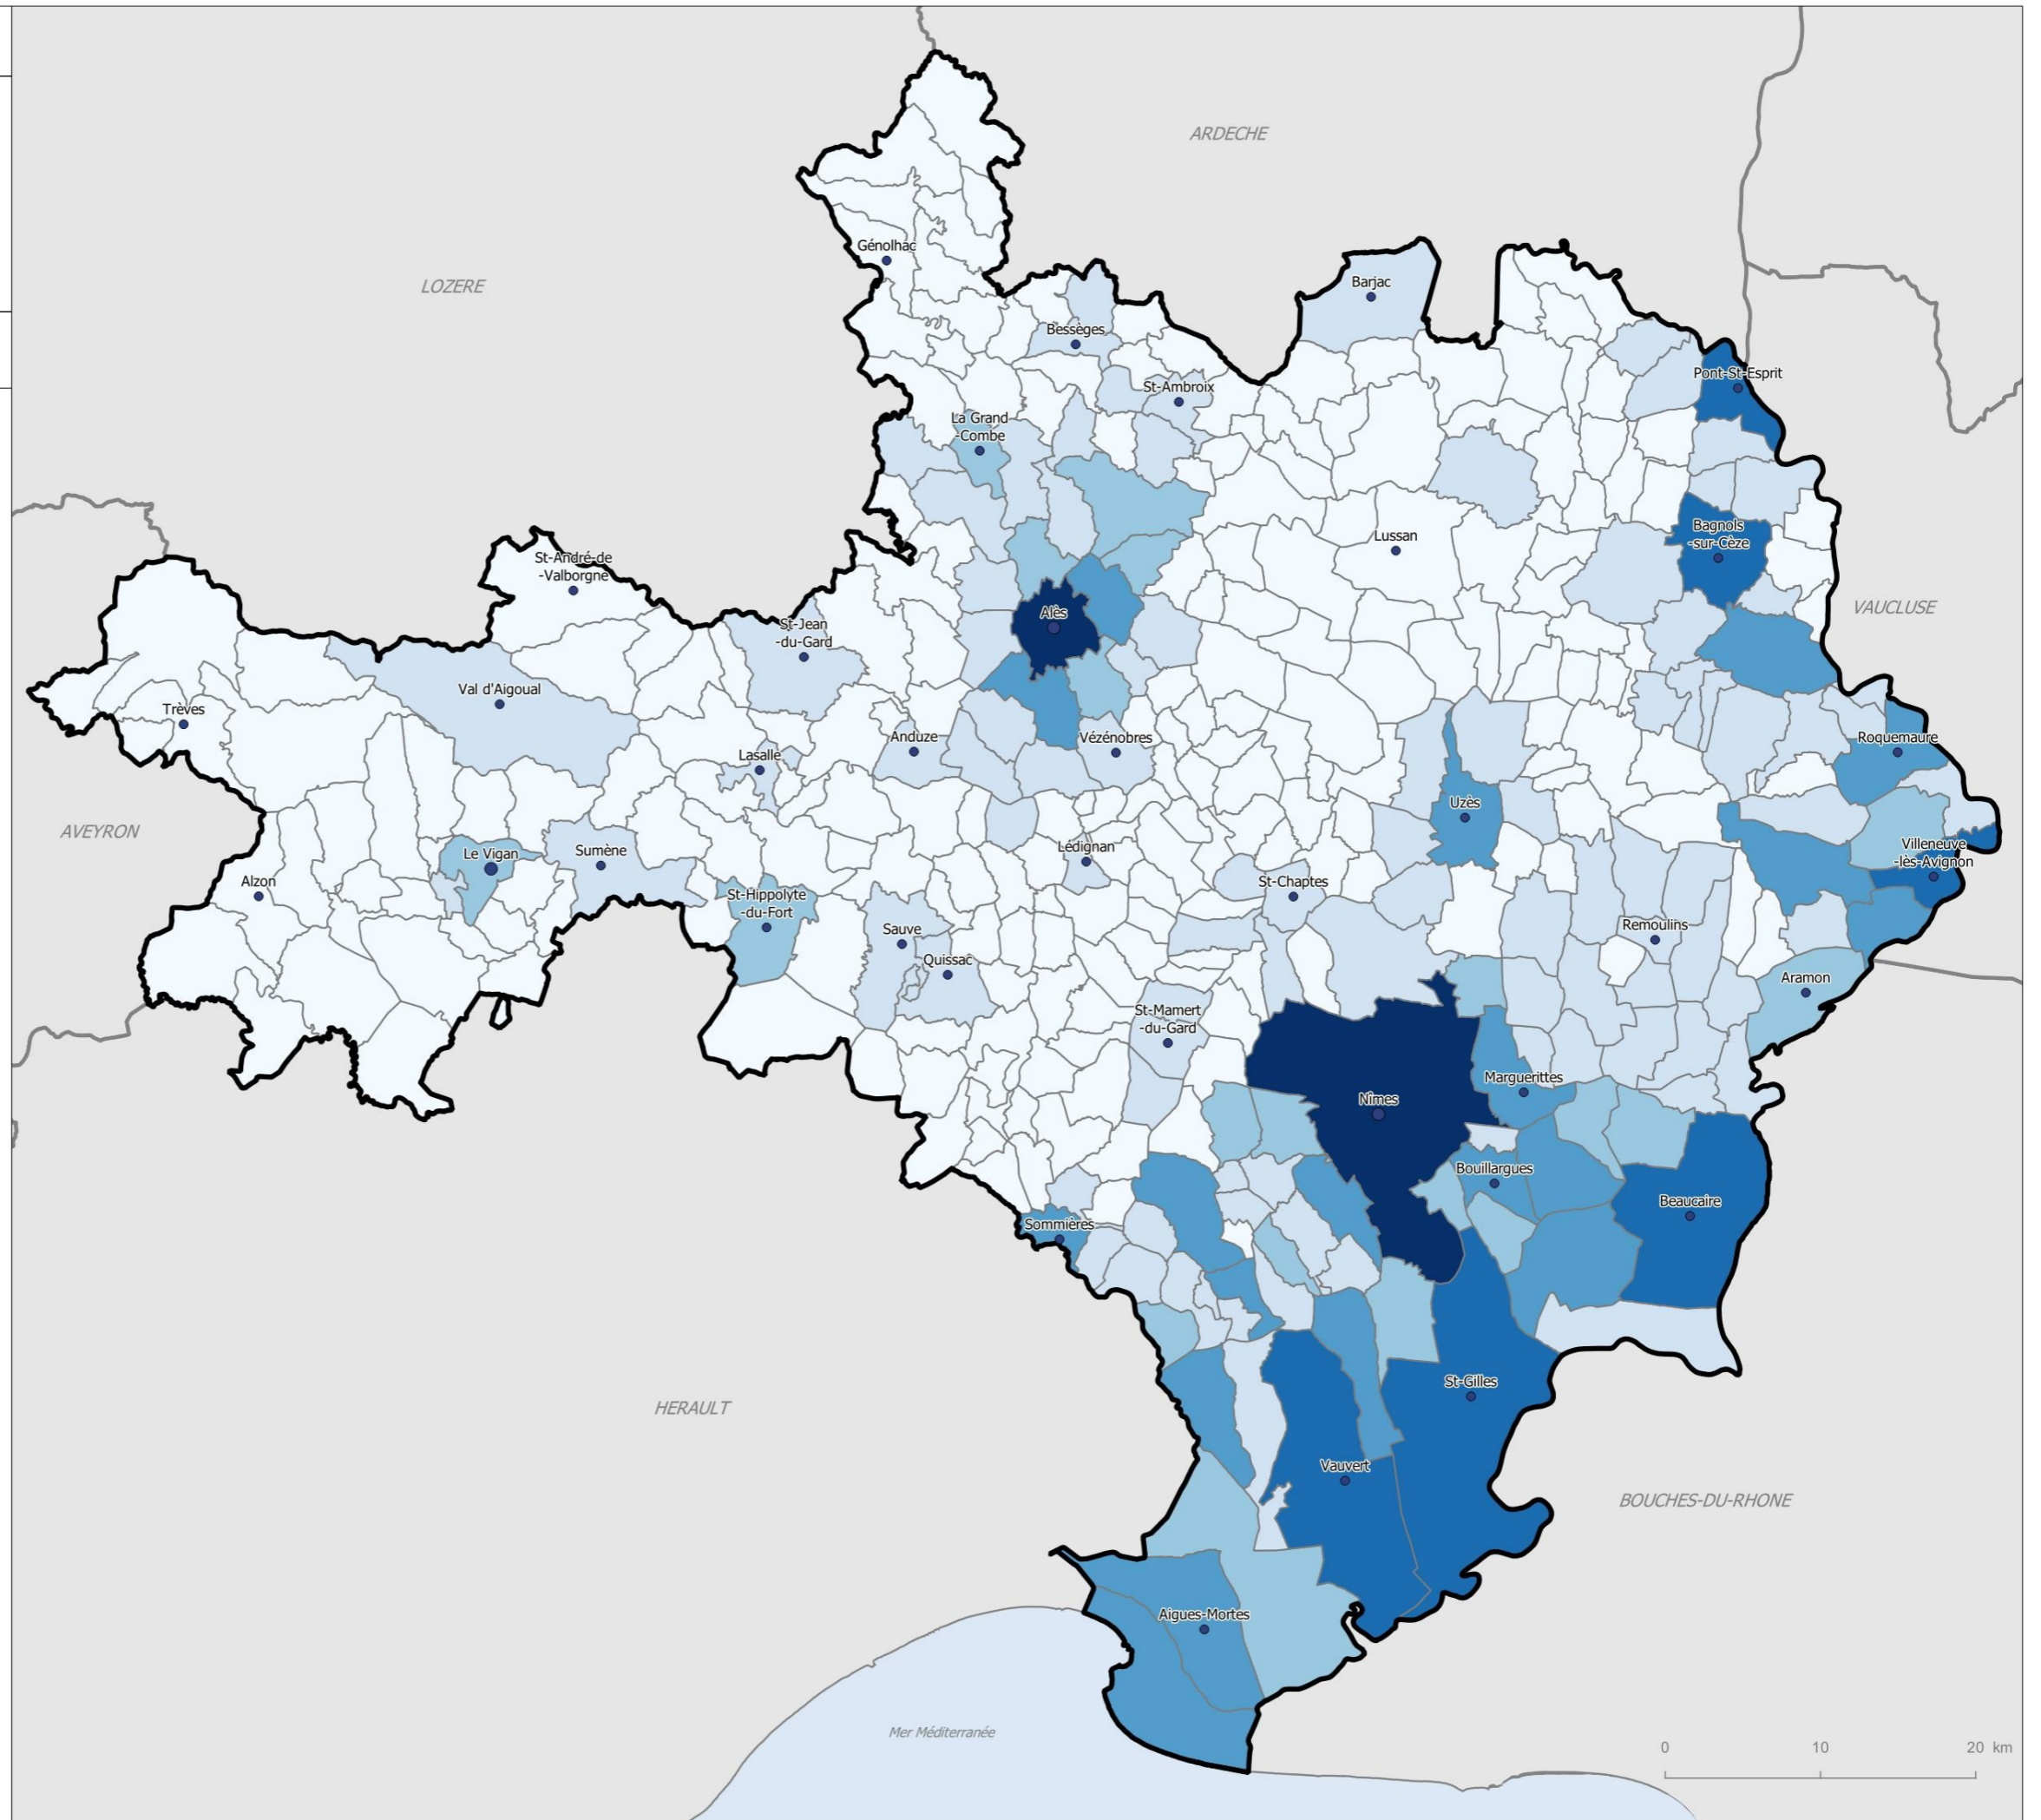 ARDECHE
Génolhac
LOZERE
Barjac
Bessèges
Pont-St-Esprit
St-Ambroix
La Grand
-Combe
Bagnols
-sur-Cèze
Lussan
St-André-de
-Valborgne
VAUCLUSE
Alès
St-Jean
-du-Gard
Val d'Aigoual
Trèves
Anduze
Vézénobres
Roquemaure
Lasalle
Uzès
AVEYRON
Le Vigan
Sumène
Lédignan
Villeneuve
-lès-Avignon
Alzon
St-Hippolyte
-du-Fort
St-Chaptes
Sauve
Remoulins
Quissac
Aramon
St-Mamert
-du-Gard
Marguerittes
Nîmes
Bouillargues
Beaucaire
Sommières
St-Gilles
HERAULT
Vauvert
BOUCHES-DU-RHONE
Aigues-Mortes
Mer Méditerranée
0 10 20 km